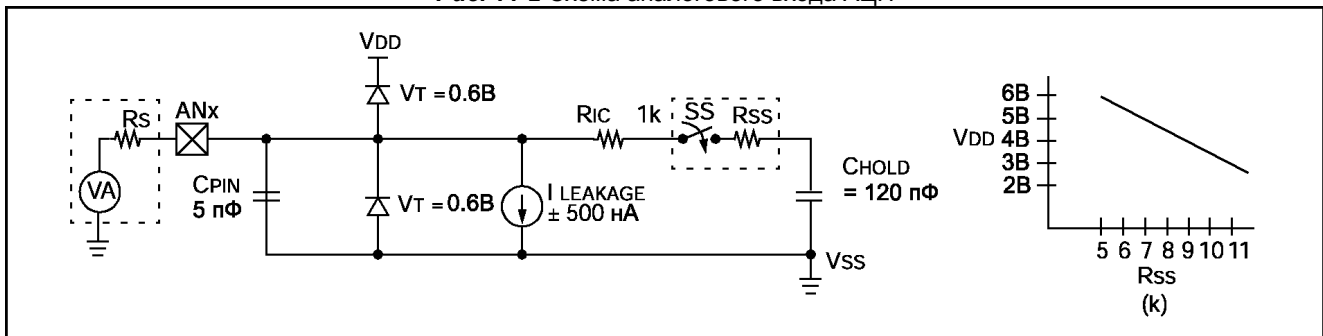 VDD
VT = 0.6В
RS
ANx
RIC
1k
SS
RSS
VA
CPIN
5 пФ
VT = 0.6В
I LEAKAGE
± 500 нА
CHOLD
= 120 пФ
VSS
6В
5В
VDD 4В
3В
2В
5 6 7 8 9 10 11
RSS
(k)